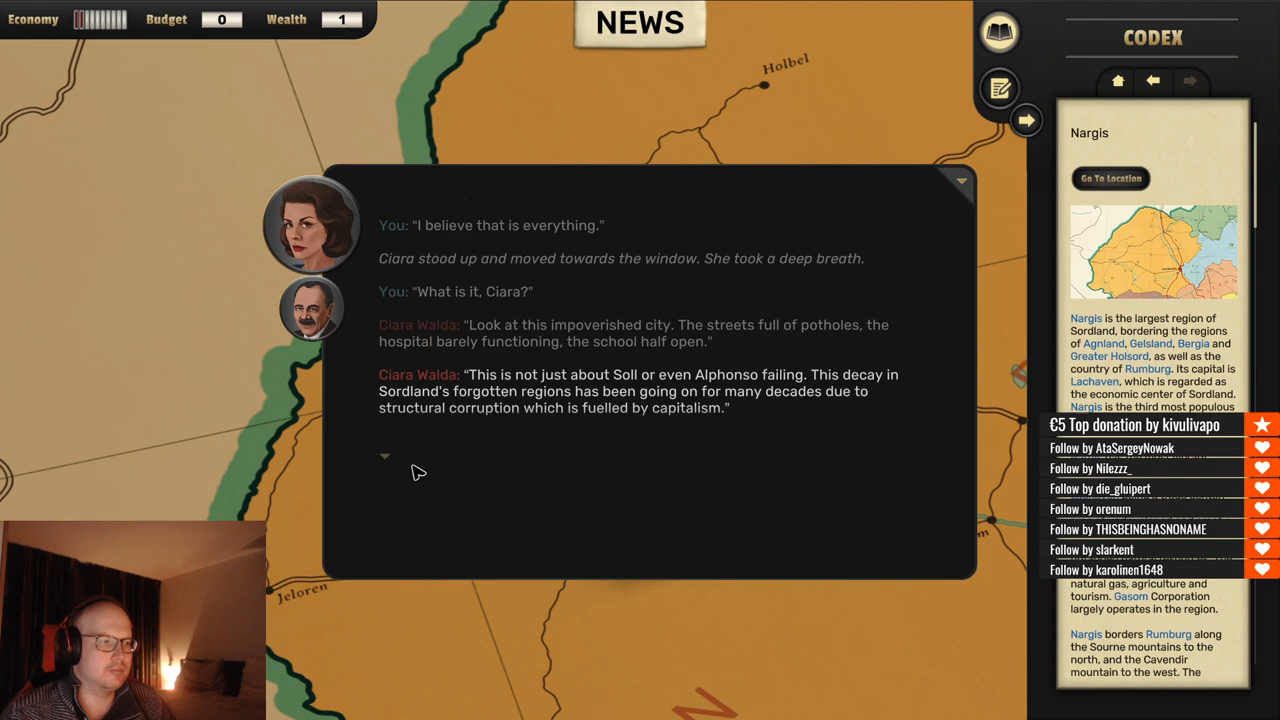 Economy
Budget 0
Wealth 1
NEWS
Holbel
You: “I believe that is everything.”
Ciara stood up and moved towards the window. She took a deep breath.
You: “What is it, Ciara?”
Ciara Walda: “Look at this impoverished city. The streets full of potholes, the
hospital barely functioning, the school half open.”
Ciara Walda: “This is not just about Soll or even Alphonso failing. This decay in
Sordland's forgotten regions has been going on for many decades due to
structural corruption which is fuelled by capitalism.”
Jeloren
N
m
CODEX
Nargis
Go To Location
Nargis is the largest region of
Sordland, bordering the regions
of Agnland, Gelsland, Bergia and
Greater Holsord, as well as the
country of Rumburg. Its capital is
Lachaven, which is regarded as
the economic center of Sordland.
Nargis is the third most populous
€5 Top donation by kivulivapo
Follow by AtaSergeyNowak
Follow by Nilezzz_
Follow by die_gluipert
Follow by orenum
Follow by THISBEINGHASNONAME
Follow by slarkent
Follow by karolinen1648
natural gas, agriculture and
tourism. Gasom Corporation
largely operates in the region.
Nargis borders Rumburg along
the Sourne mountains to the
north, and the Cavendir
mountain to the west. The